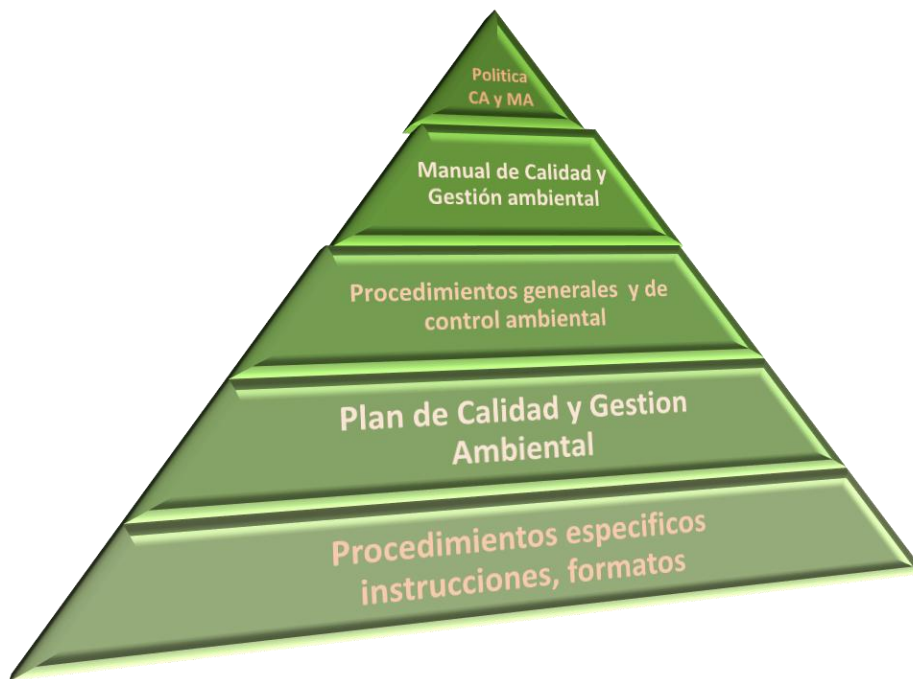 Politica
CA y MA
Manual de Calidad y
Gestión ambiental
Procedimientos generales y de
control ambiental
Plan de Calidad y Gestion
Ambiental
Procedimientos especificos
instrucciones, formatos